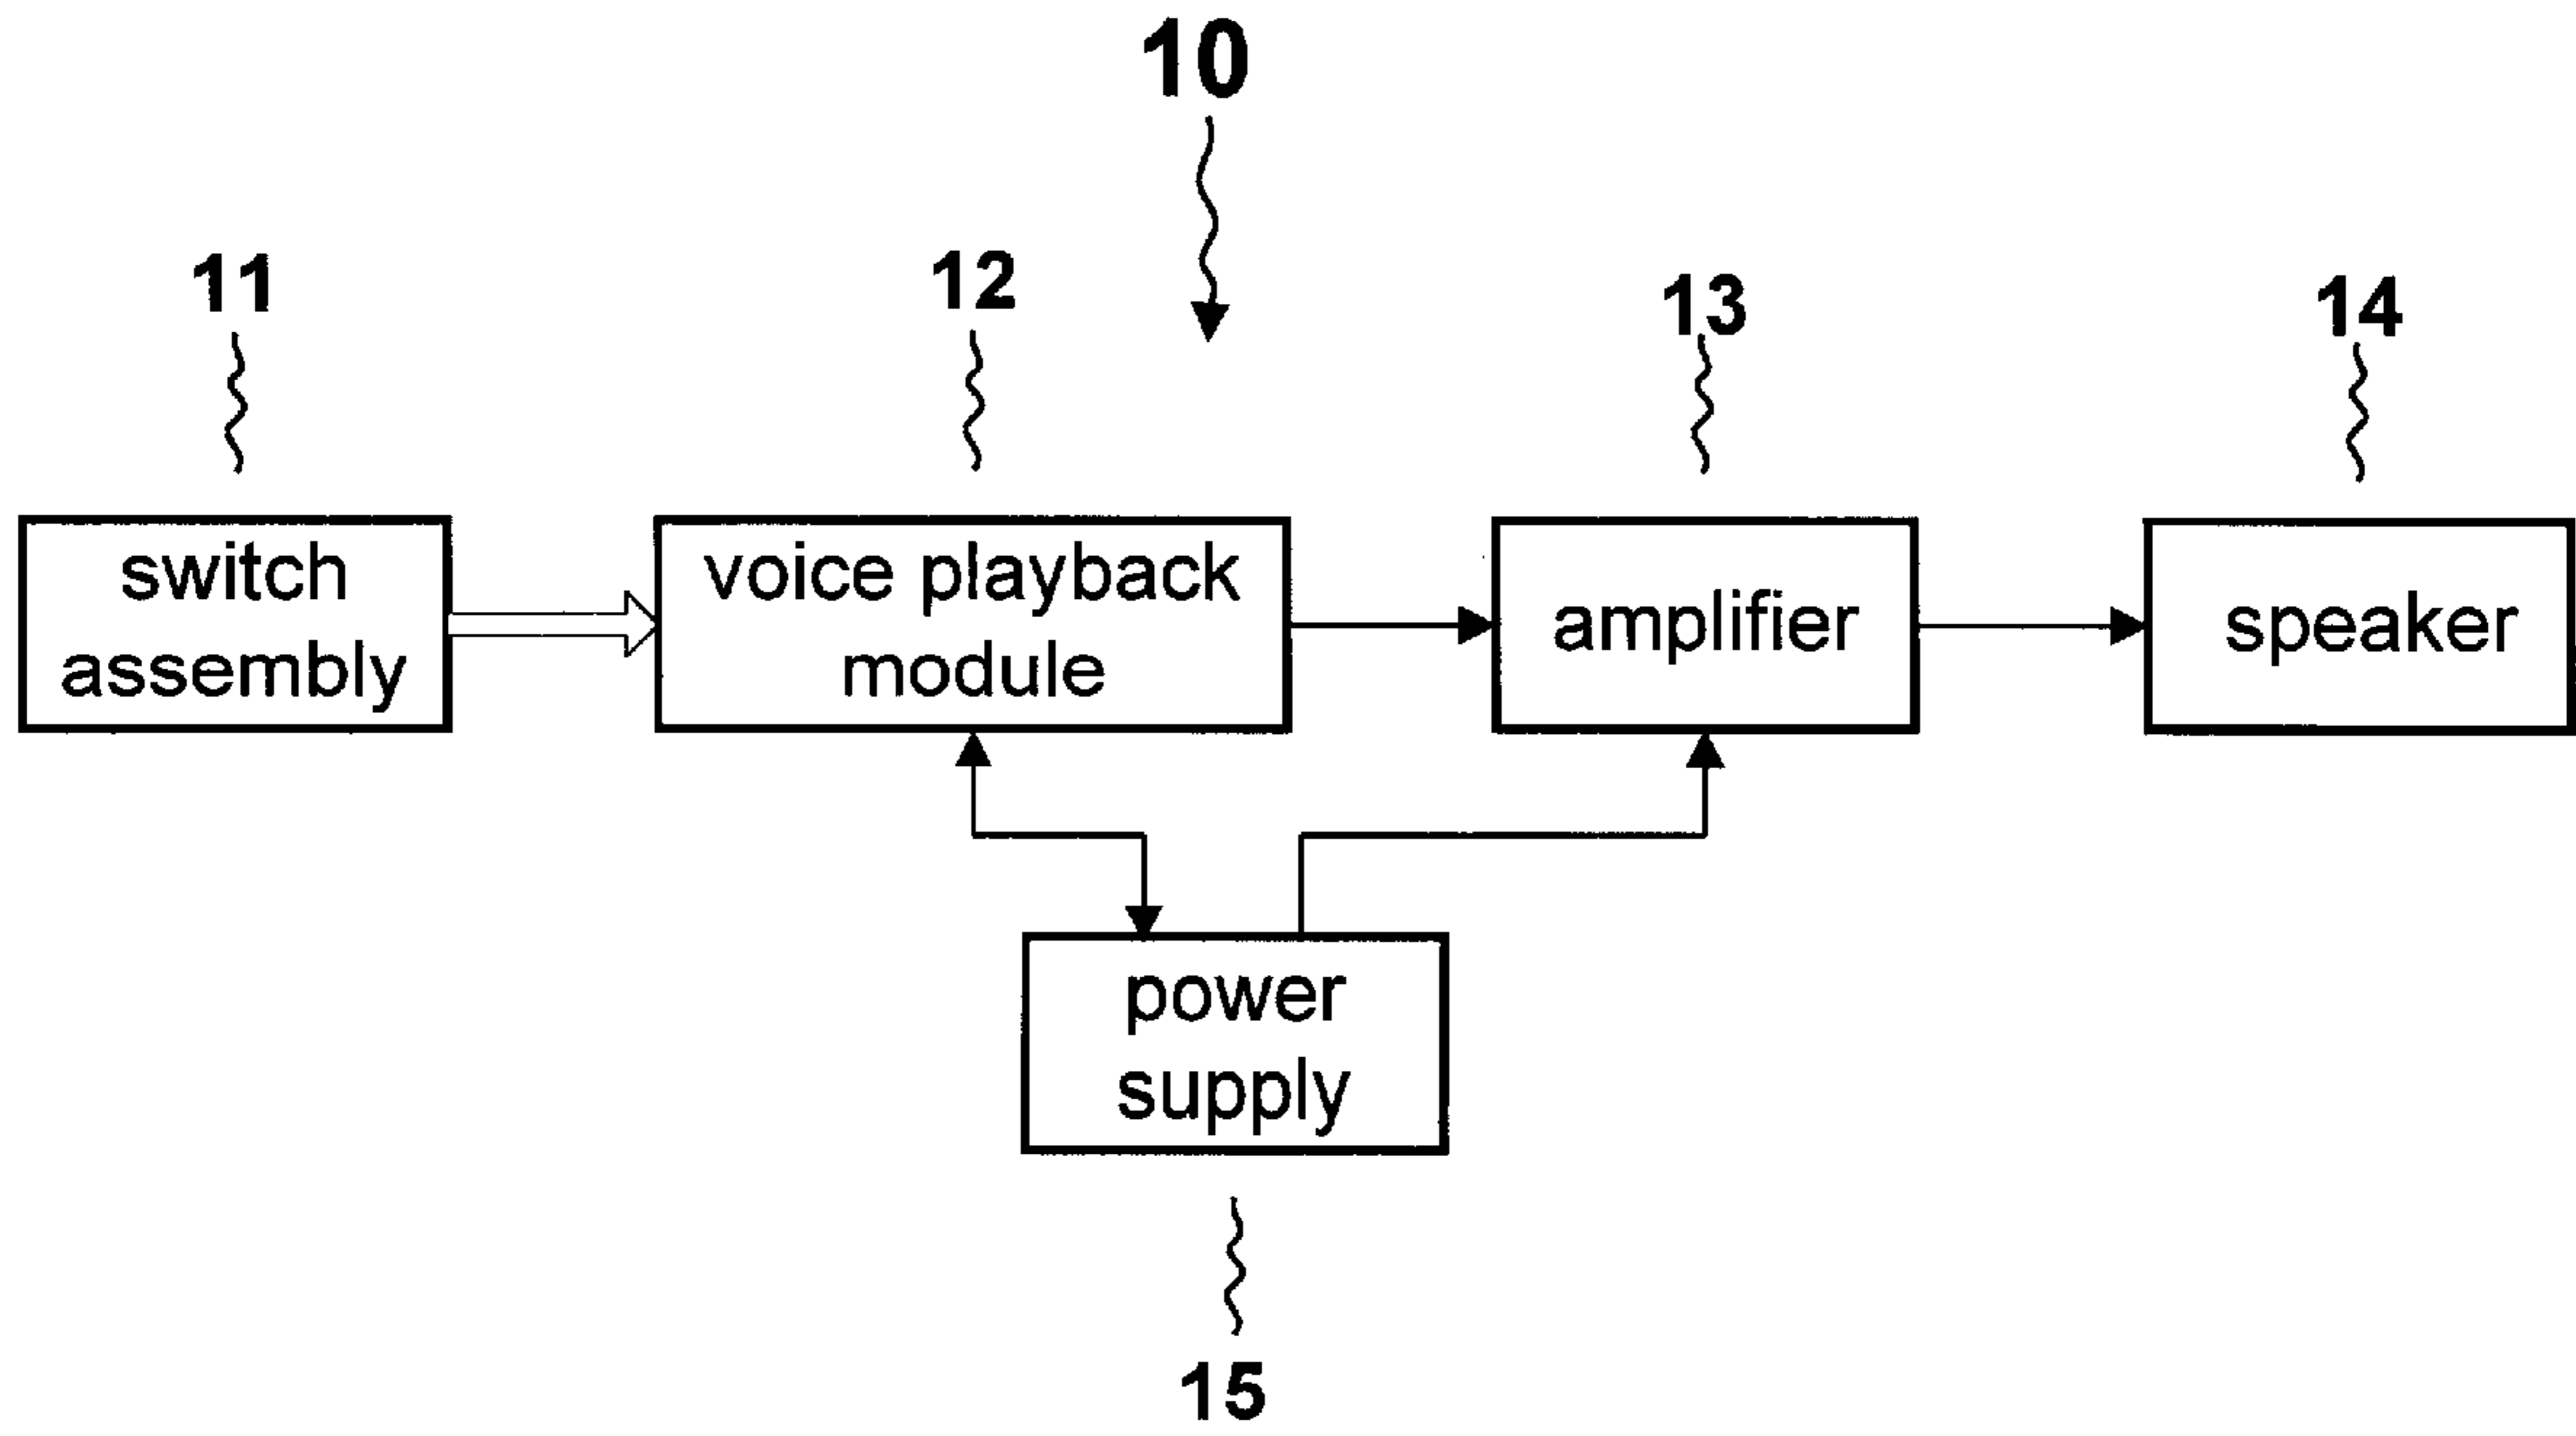 10
11
12
13
14
switch
assembly
voice playback
module
amplifier
speaker
power
supply
15